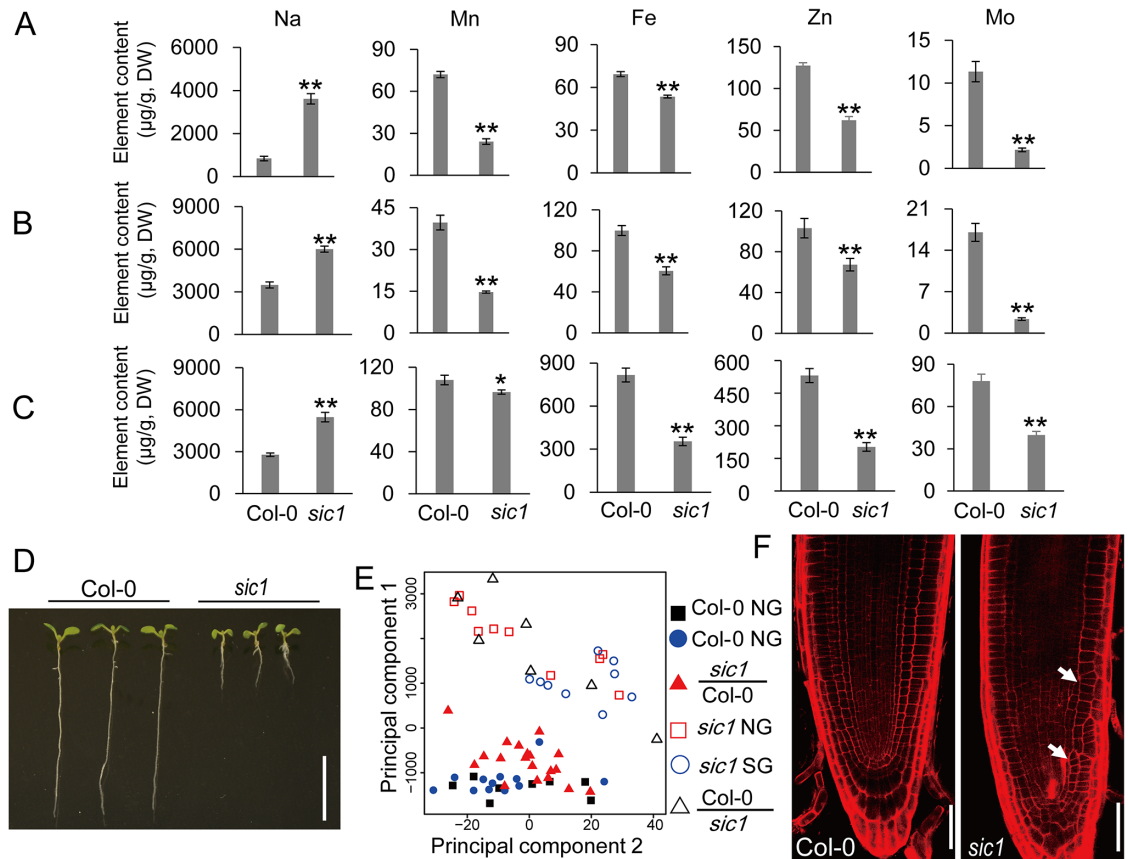 A
Na Mn Fe Zn Mo
Element content
(µg/g, DW)
6000
4000
2000
0
**
90
60
30
0
**
90
60
30
0
**
150
100
50
0
**
15
10
5
0
**
B
Element content
(µg/g, DW)
9000
6000
3000
0
**
45
30
15
0
**
120
80
40
0
**
120
80
40
0
**
21
14
7
0
**
C
Element content
(µg/g, DW)
9000
6000
3000
0
**
120
80
40
0
*
900
600
300
0
**
600
450
300
150
0
**
90
60
30
0
**
Col-0 sic1 Col-0 sic1 Col-0 sic1 Col-0 sic1 Col-0 sic1
D
Col-0 sic1
E
Principal component 1
3000
1000
-1000
-20 0 20 40
Principal component 2
Col-0 NG
Col-0 NG
sic1
Col-0
sic1 NG
sic1 SG
Col-0
sic1
F
Col-0
sic1